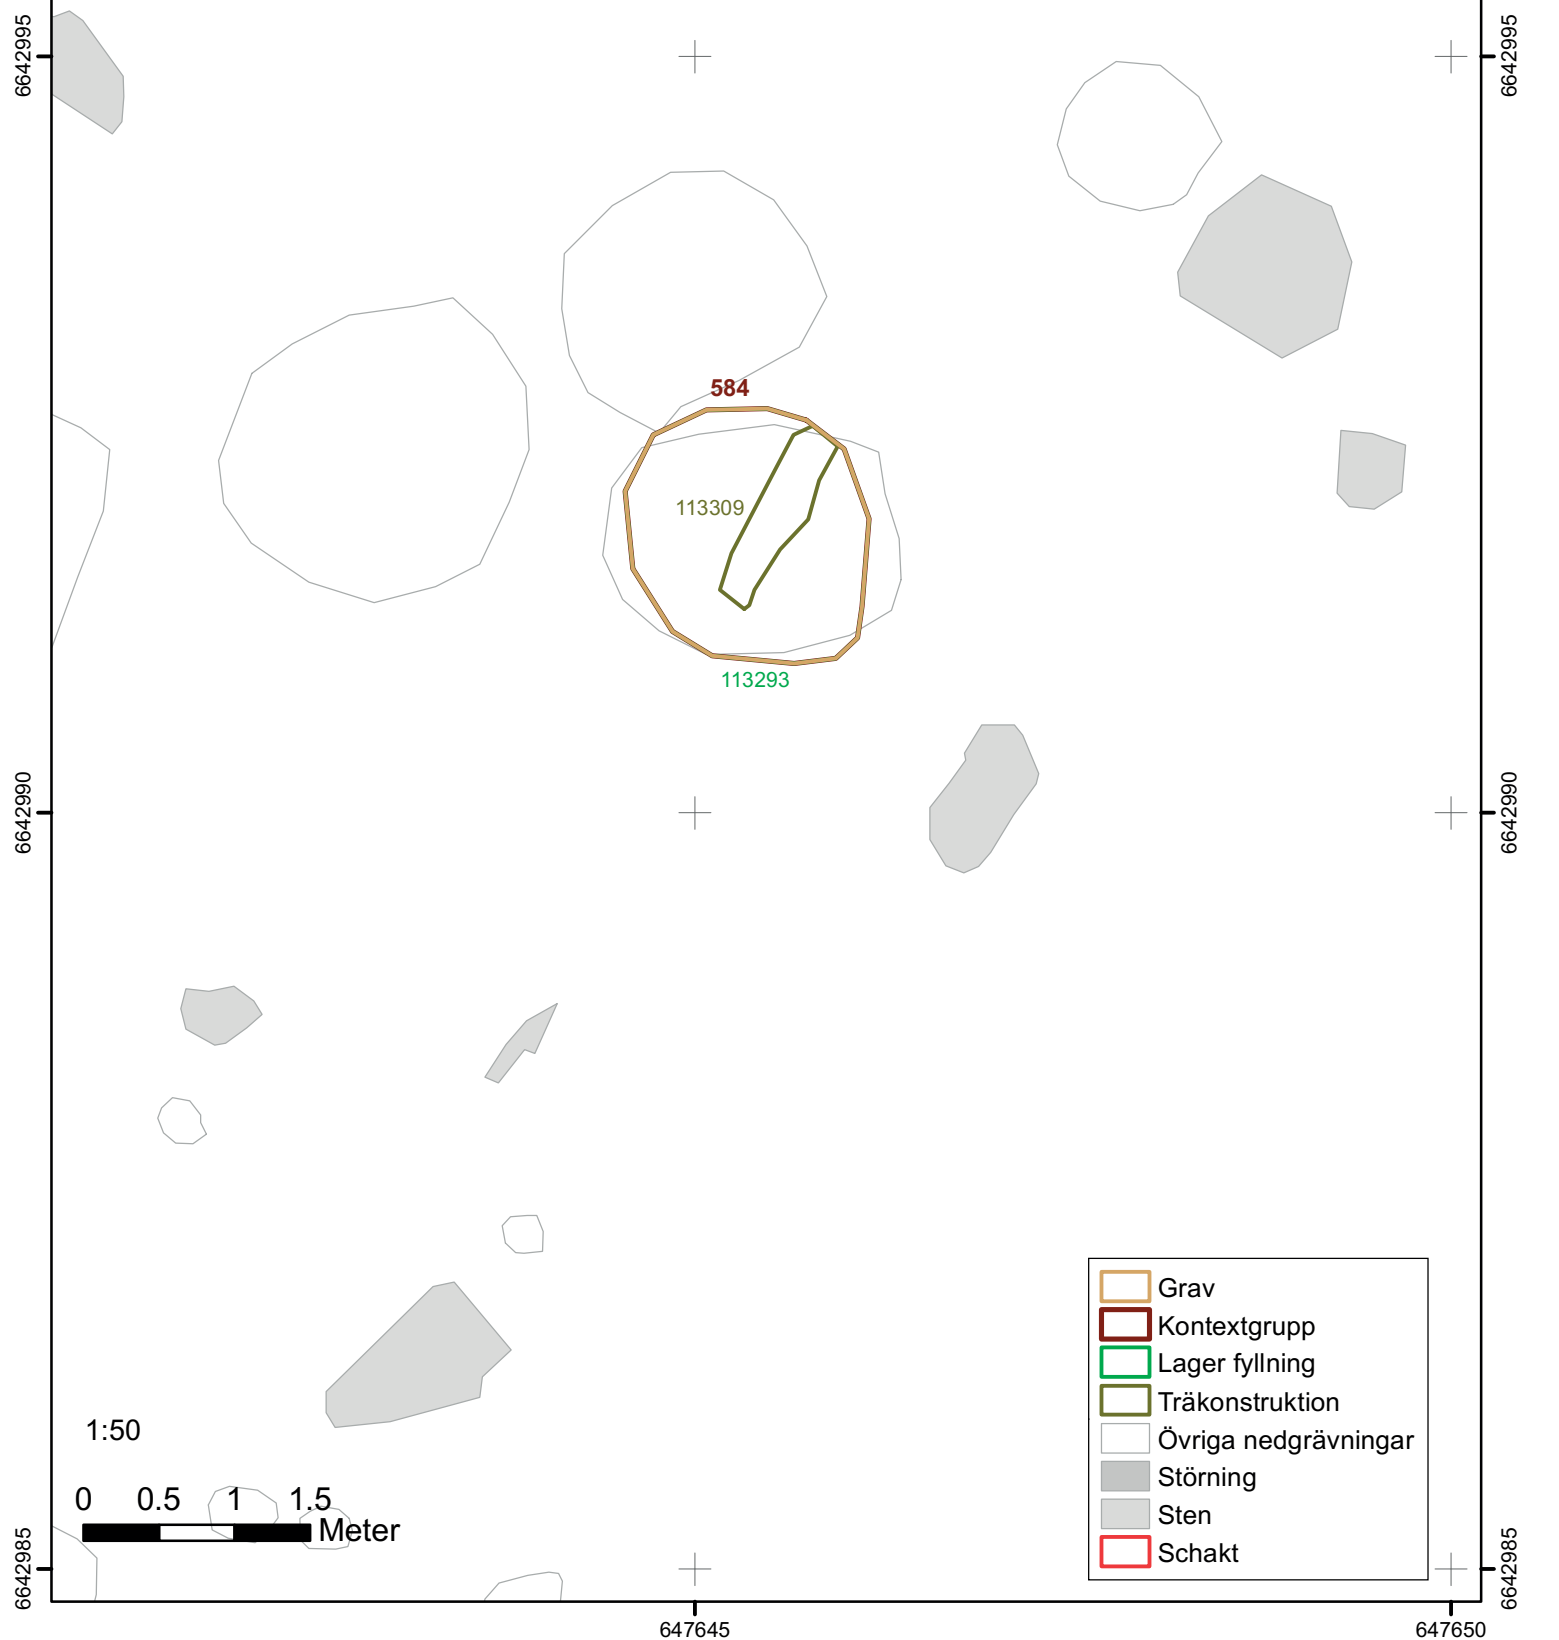 6642995
6642995
584
113309
113293
6642990
6642990
Grav
Kontextgrupp
Lager fyllning
Träkonstruktion
Övriga nedgrävningar
Störning
Sten
Schakt
1:50
0 0.5 1 1.5
Meter
6642985
6642985
647645
647650